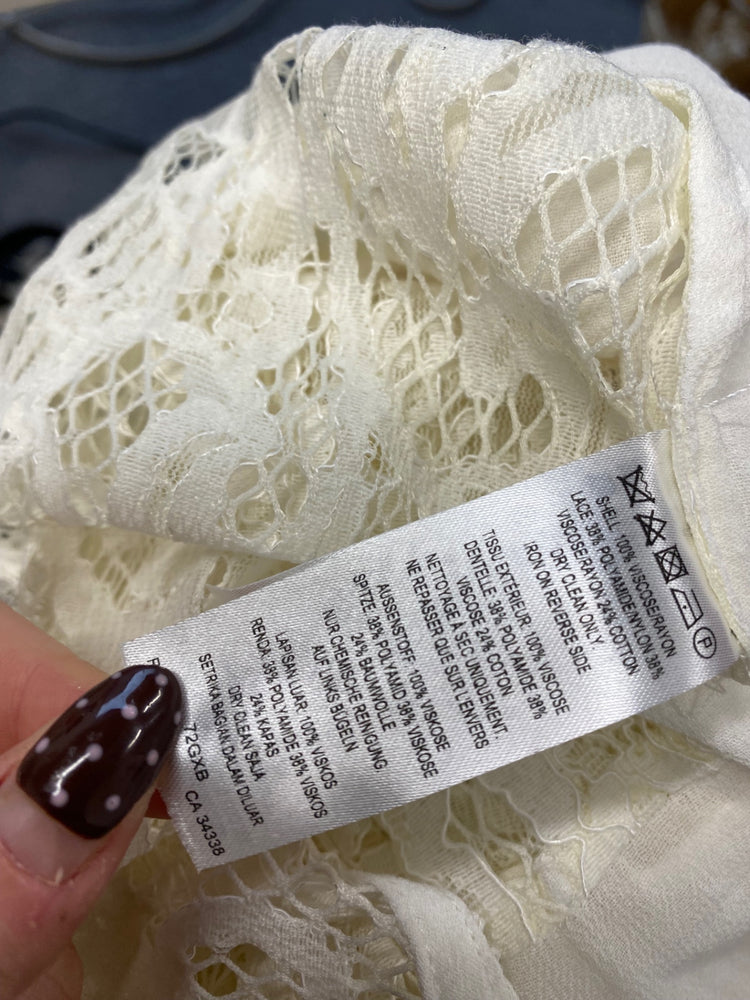 P
SHELL: 100% VISCOSE/RAYON
LACE: 38% POLYAMIDE/NYLON 38%
VISCOSE/RAYON 24% COTTON
DRY CLEAN ONLY
IRON ON REVERSE SIDE
TISSU EXTERIEUR: 100% VISCOSE
DENTELLE: 38% POLYAMIDE 38%
VISCOSE 24% COTON
NETTOYAGE À SEC UNIQUEMENT.
NE REPASSER QUE SUR L'ENVERS
AUSSENSTOFF: 100% VISKOSE
SPITZE: 38% POLYAMID 38% VISKOSE
24% BAUMWOLLE
NUR CHEMISCHE REINIGUNG.
AUF LINKS BÜGELN
LAPISAN LUAR: 100% VISKOS
RENDA: 38% POLYAMIDE 38% VISKOS
24% KAPAS
DRY CLEAN SAJA
SETRIKA BAGIAN DALAM DILUAR
72GXB CA 34338